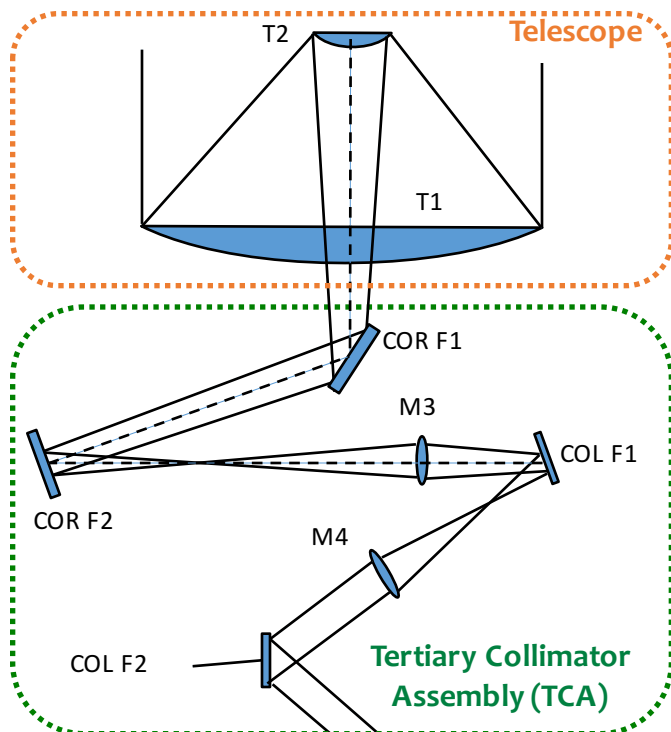 T2
Telescope
T1
COR F1
M3
COL F1
COR F2
M4
COL F2
Tertiary Collimator
Assembly (TCA)